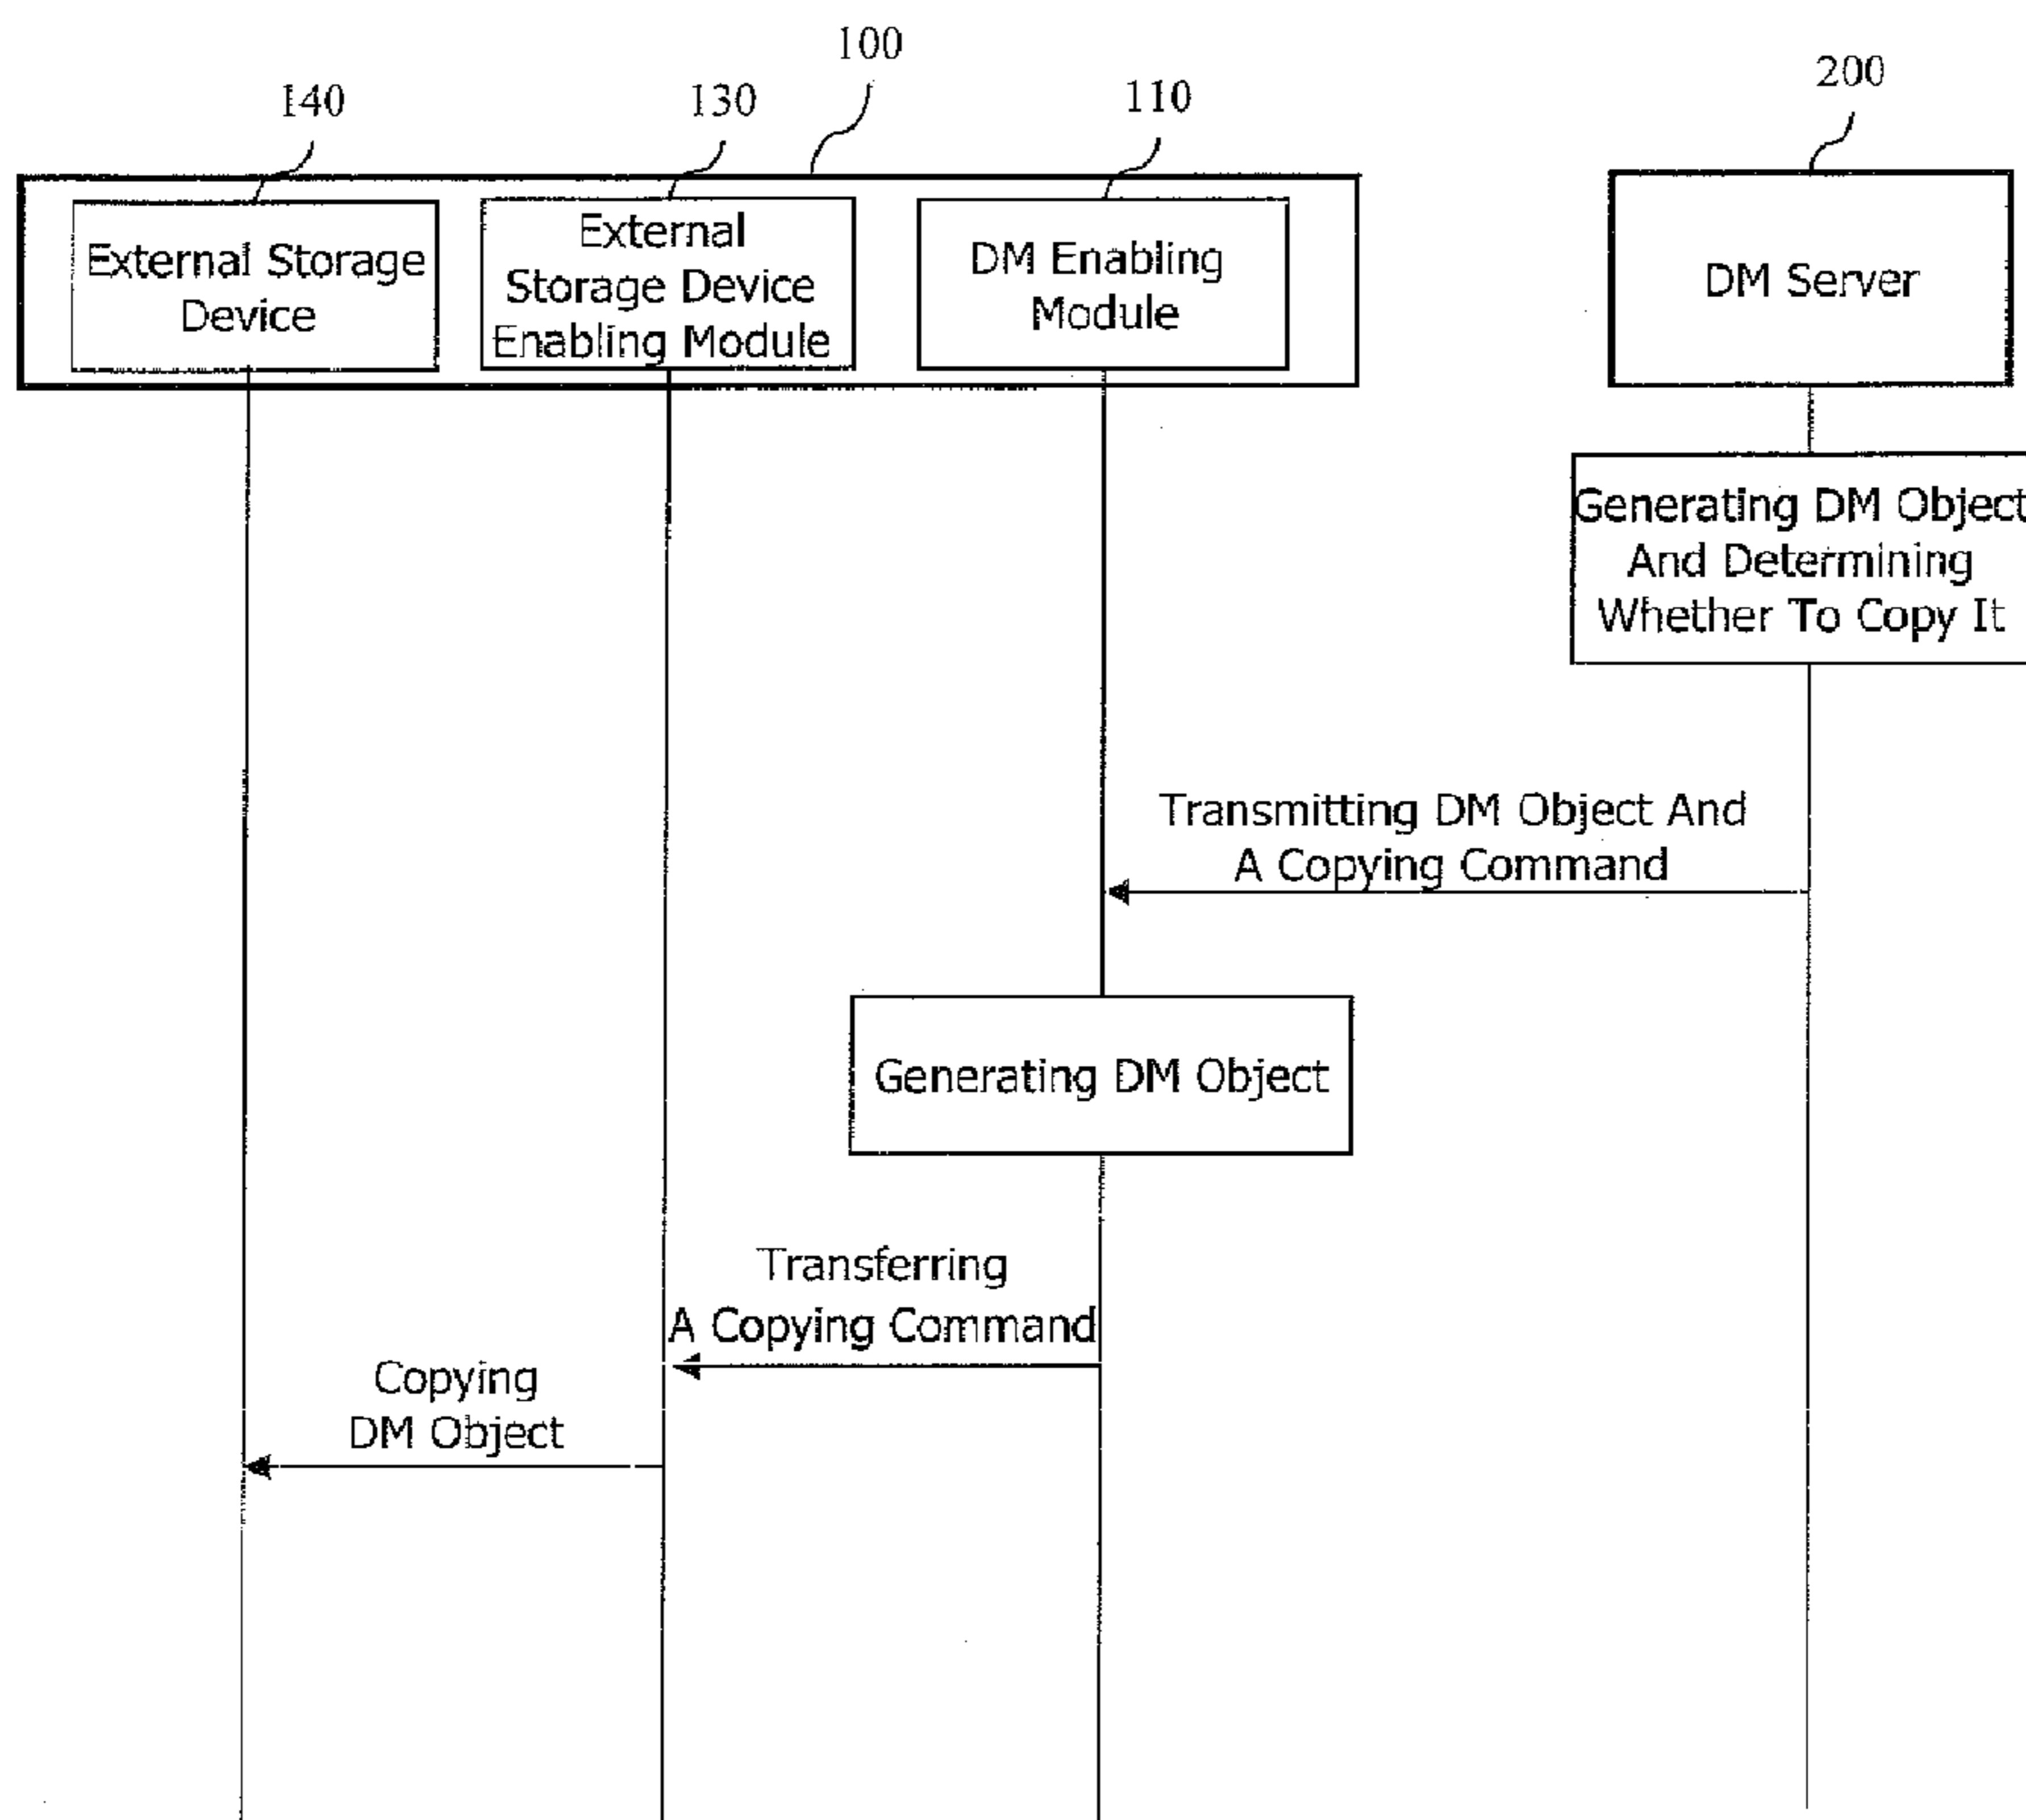 100
140
130
110
200
External Storage
Device
External
Storage Device
Enabling Module
DM Enabling
Module
DM Server
Generating DM Object
And Determining
Whether To Copy It
Transmitting DM Object And
A Copying Command
Generating DM Object
Transferring
A Copying Command
Copying
DM Object